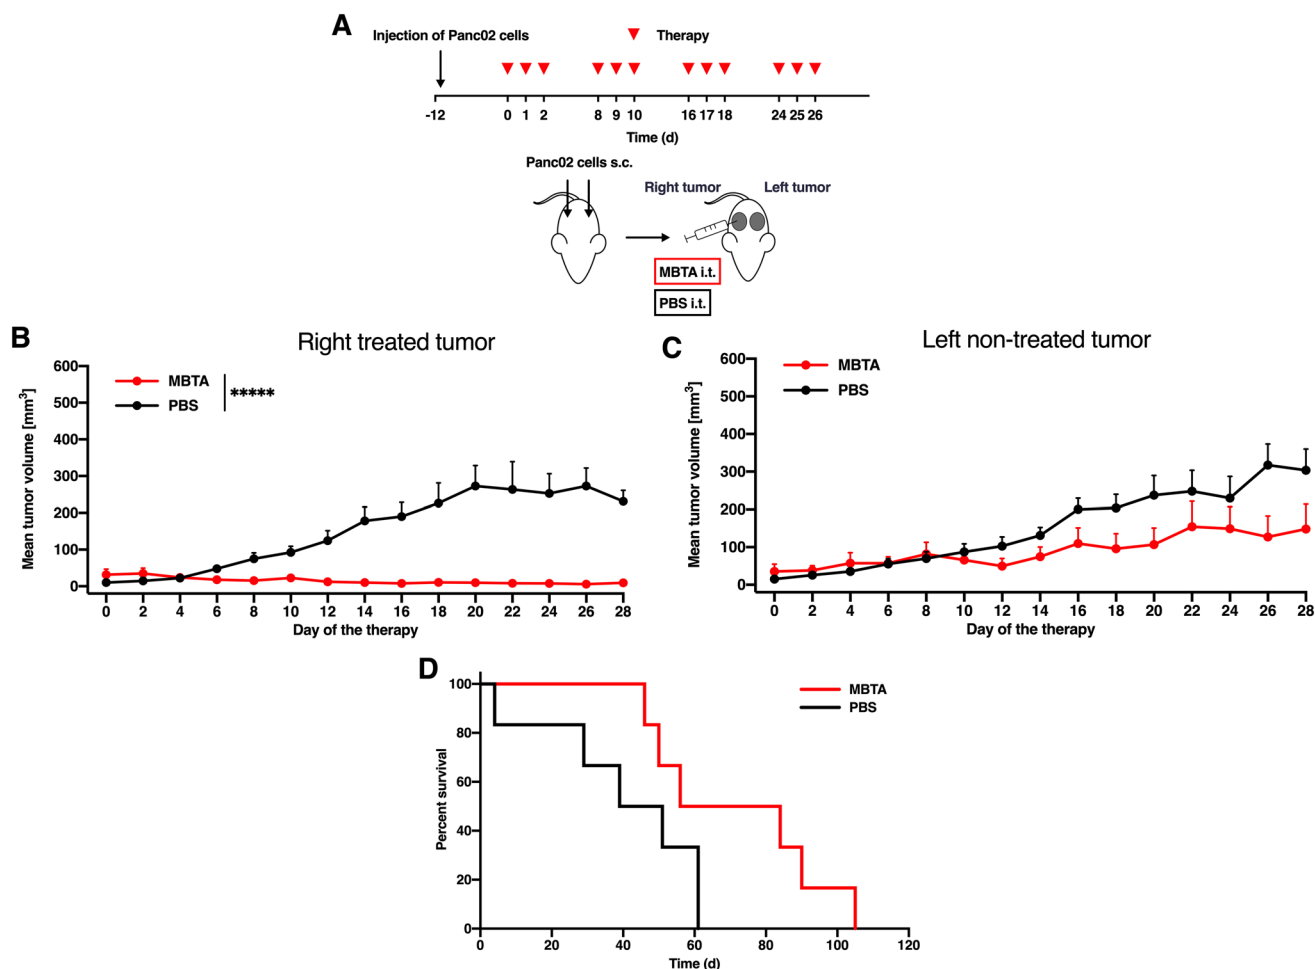 A
Injection of Panc02 cells
Therapy
-12 0 1 2 8 9 10 16 17 18 24 25 26
Time (d)
Panc02 cells s.c.
Right tumor Left tumor
MBTA i.t.
PBS i.t.
B
Right treated tumor
MBTA
PBS
*****
Mean tumor volume [mm³]
600
500
400
300
200
100
0
0 2 4 6 8 10 12 14 16 18 20 22 24 26 28
Day of the therapy
C
Left non-treated tumor
MBTA
PBS
Mean tumor volume [mm³]
600
500
400
300
200
100
0
0 2 4 6 8 10 12 14 16 18 20 22 24 26 28
Day of the therapy
D
MBTA
PBS
Percent survival
100
80
60
40
20
0
0 20 40 60 80 100 120
Time (d)